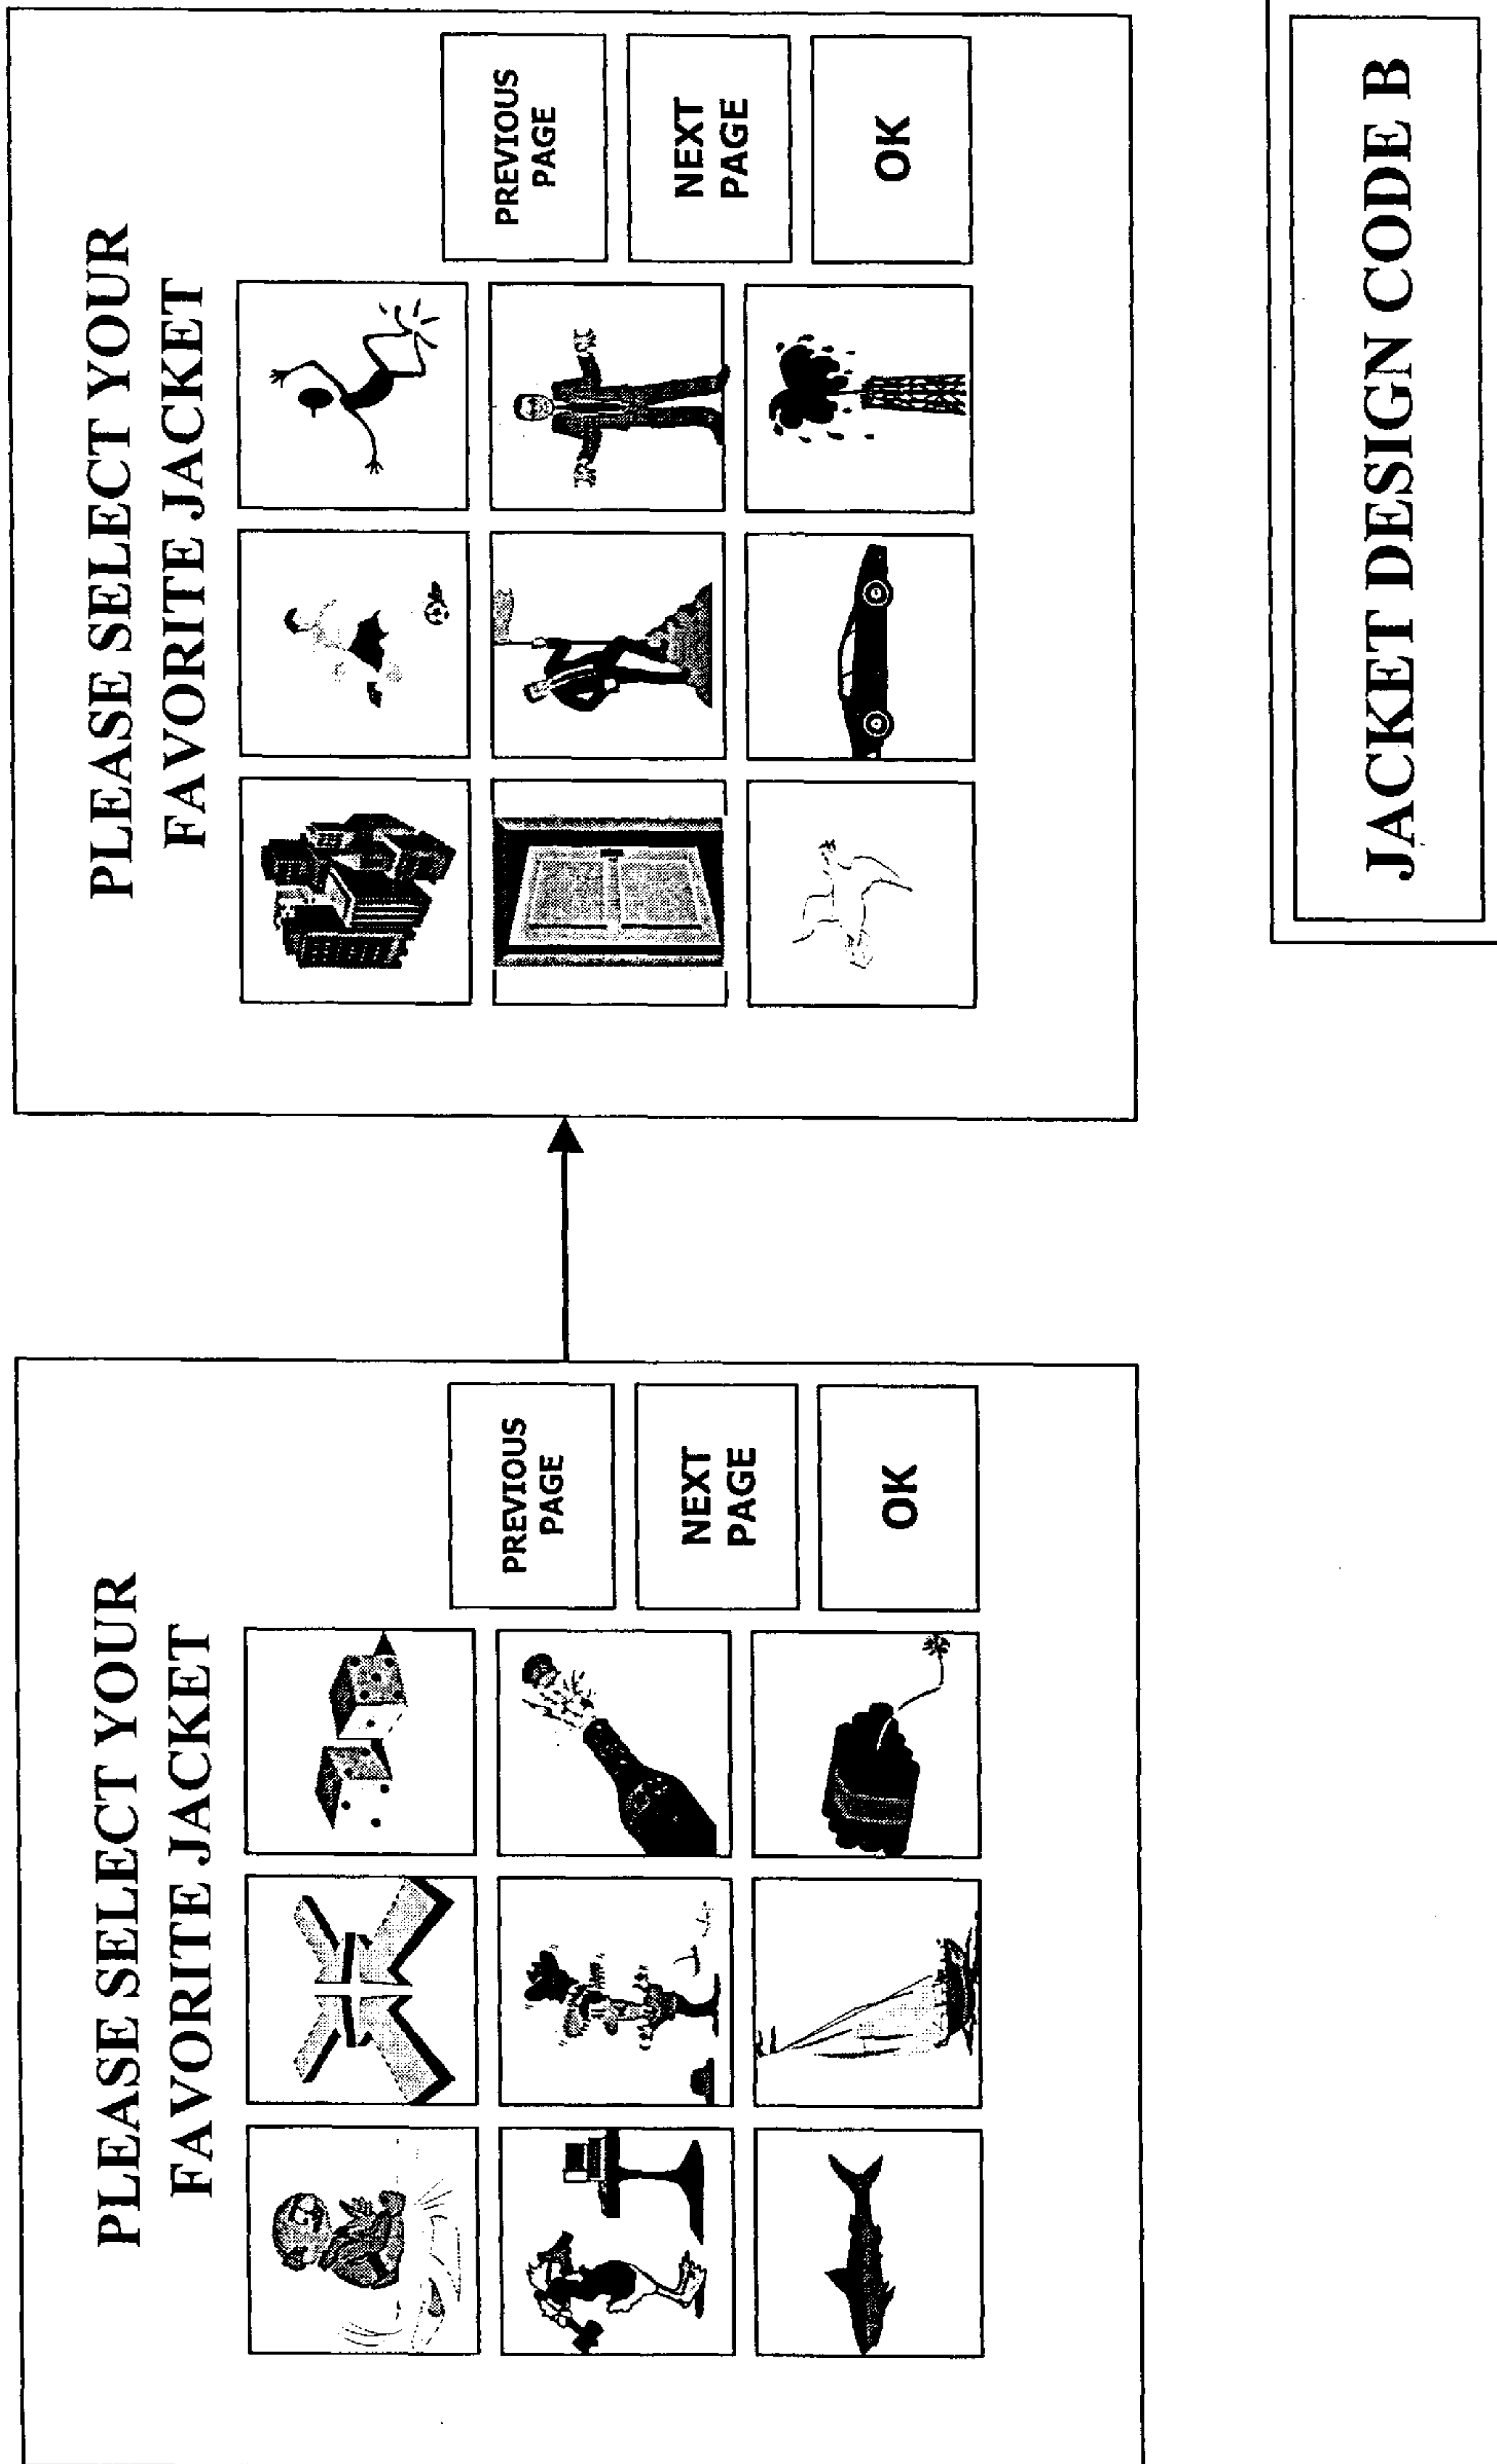 PLEASE SELECT YOUR
FAVORITE JACKET
PREVIOUS
PAGE
NEXT
PAGE
OK
PLEASE SELECT YOUR
FAVORITE JACKET
PREVIOUS
PAGE
NEXT
PAGE
OK
JACKET DESIGN CODE B